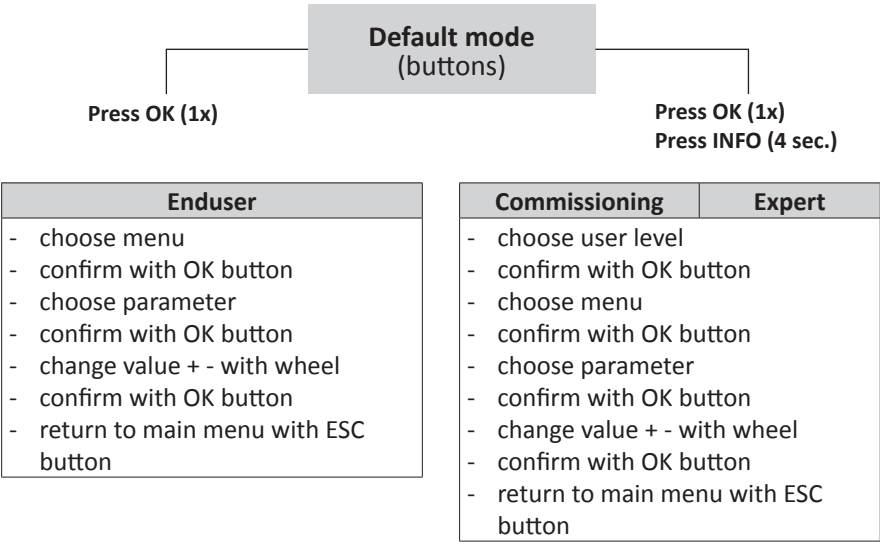 Default mode
(buttons)
Press OK (1x)
Press OK (1x)
Press INFO (4 sec.)
Enduser
- choose menu
- confirm with OK button
- choose parameter
- confirm with OK button
- change value + - with wheel
- confirm with OK button
- return to main menu with ESC
button
Commissioning Expert
- choose user level
- confirm with OK button
- choose menu
- confirm with OK button
- choose parameter
- confirm with OK button
- change value + - with wheel
- confirm with OK button
- return to main menu with ESC
button